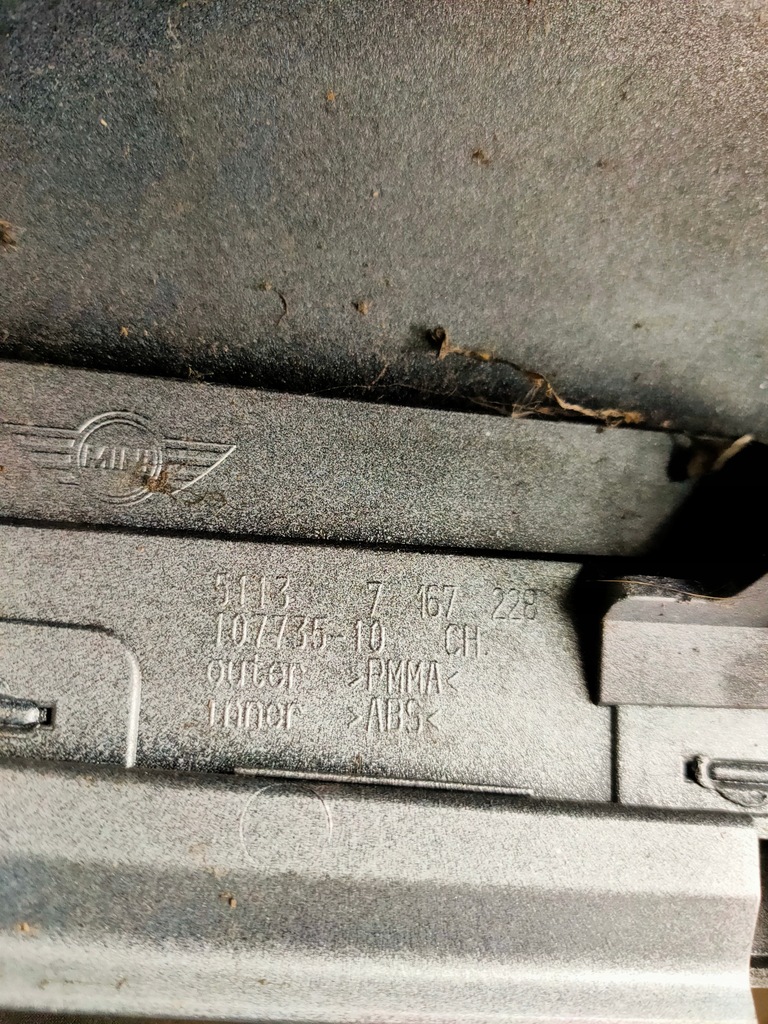 MINI
5113 7 167 228
107735-10 CH.
outer >PMMA<
inner >ABS<